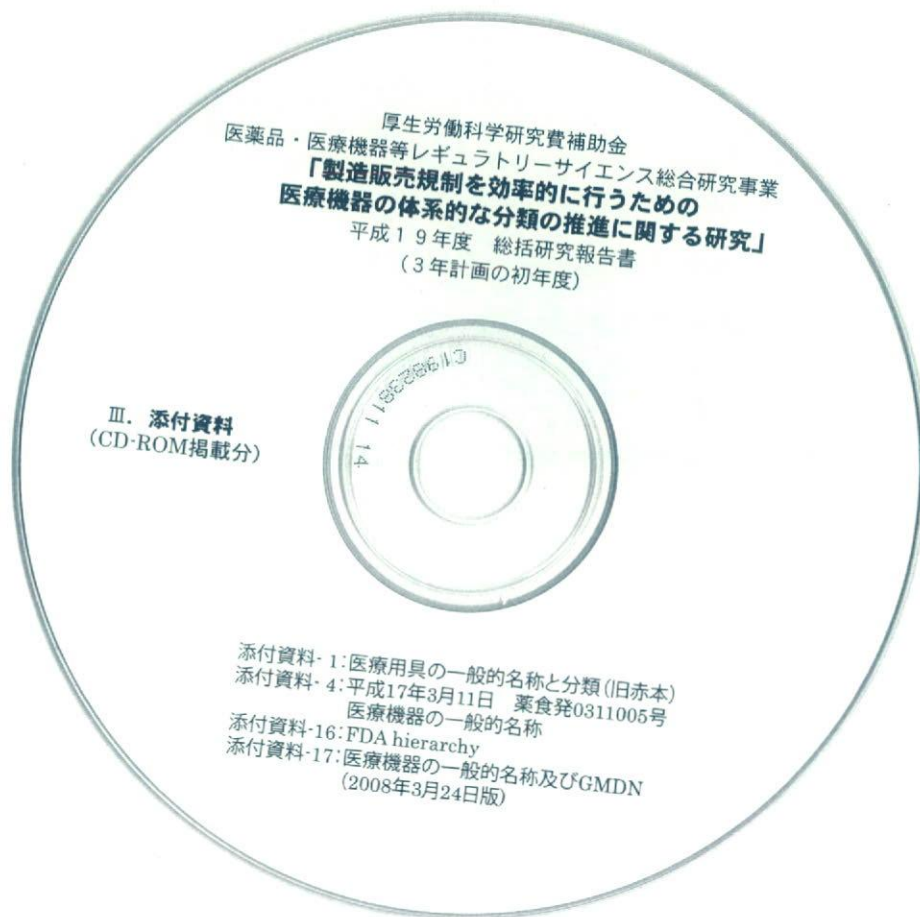 厚生労働科学研究費補助金
医薬品・医療機器等レギュラトリーサイエンス総合研究事業
「製造販売規制を効率的に行うための
医療機器の体系的な分類の推進に関する研究」
平成19年度 総括研究報告書
(3年計画の初年度)
Ⅲ. 添付資料
(CD-ROM掲載分)
添付資料- 1:医療用具の一般的名称と分類(旧赤本)
添付資料- 4:平成17年3月11日 薬食発0311005号
医療機器の一般的名称
添付資料-16:FDA hierarchy
添付資料-17:医療機器の一般的名称及びGMDN
(2008年3月24日版)